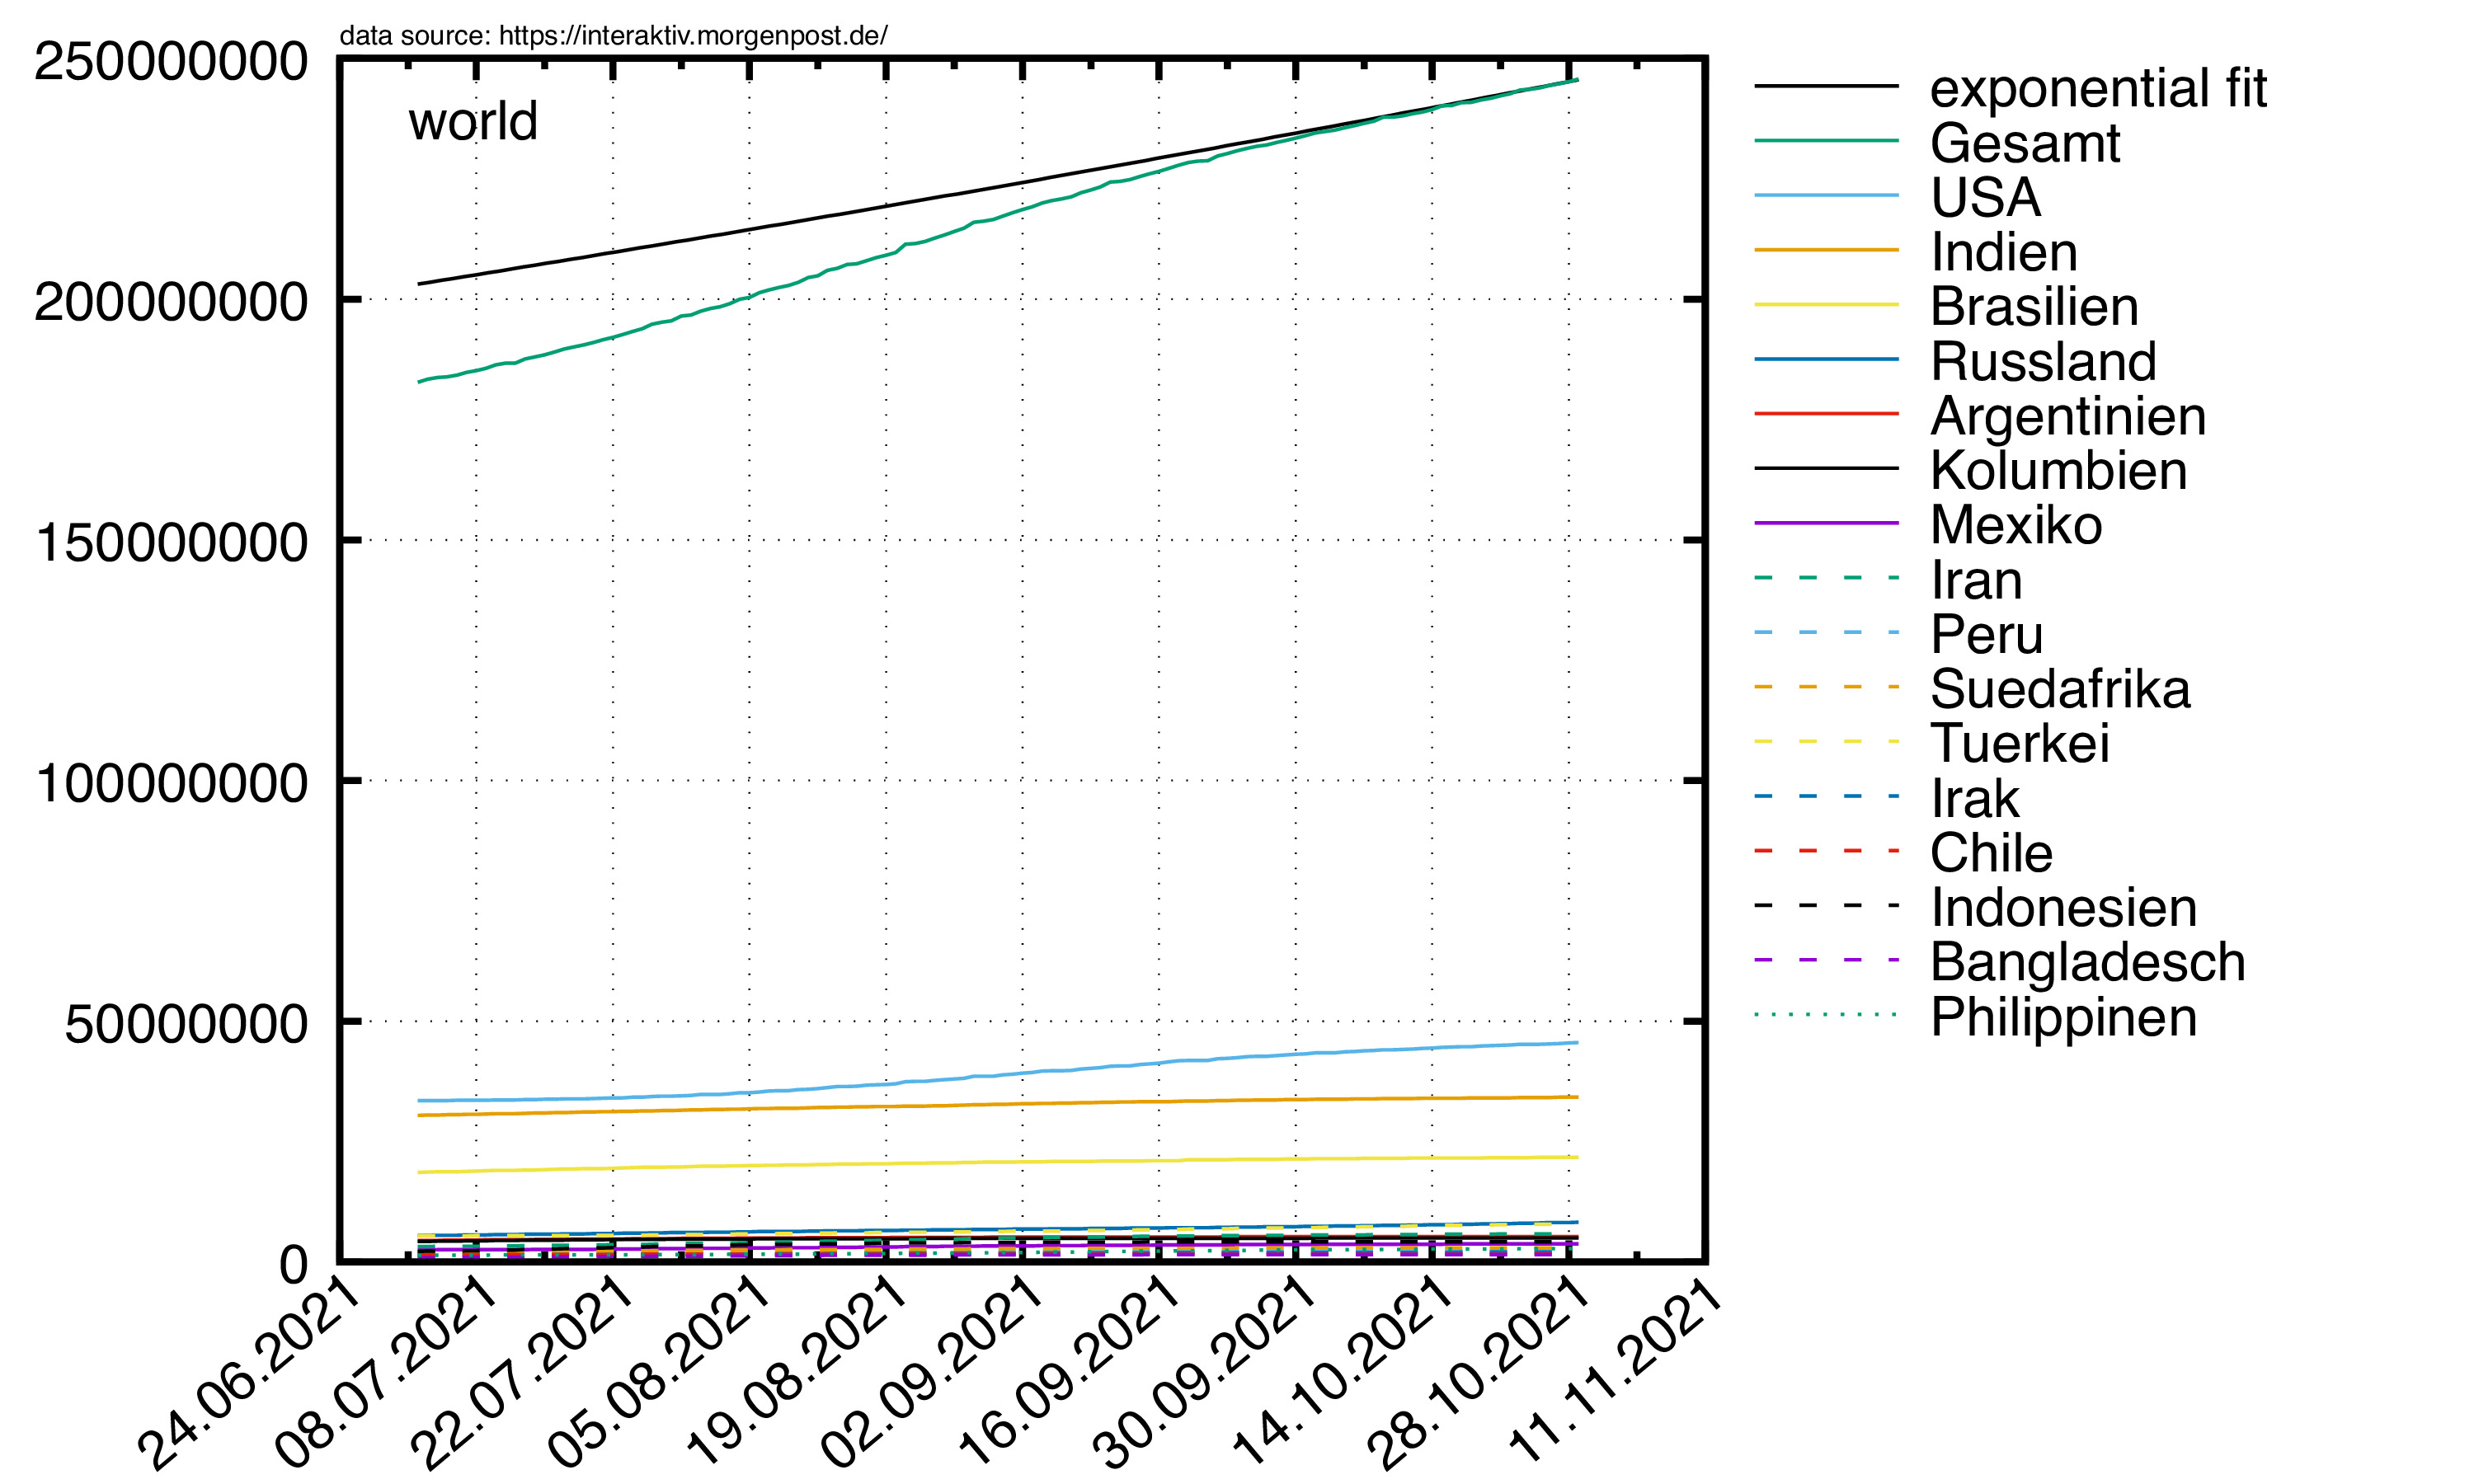 data source: https://interaktiv.morgenpost.de/
world
250000000
200000000
150000000
100000000
50000000
0
24.06.2021
08.07.2021
22.07.2021
05.08.2021
19.08.2021
02.09.2021
16.09.2021
30.09.2021
14.10.2021
28.10.2021
11.11.2021
exponential fit
Gesamt
USA
Indien
Brasilien
Russland
Argentinien
Kolumbien
Mexiko
Iran
Peru
Suedafrika
Tuerkei
Irak
Chile
Indonesien
Bangladesch
Philippinen